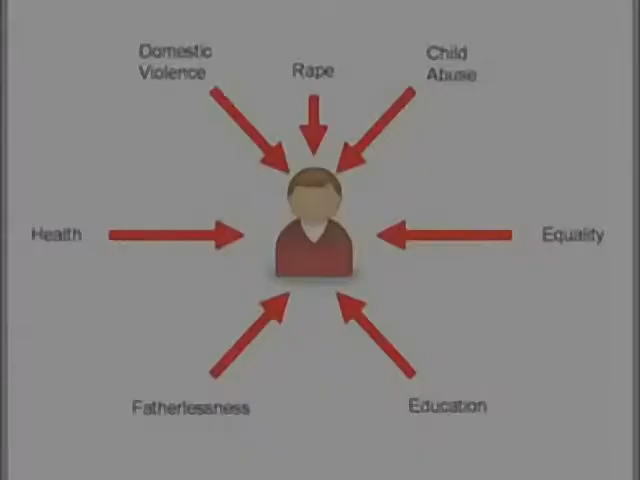 Domestic
Violence
Rape
Child
Abuse
Health
Equality
Fatherlessness
Education